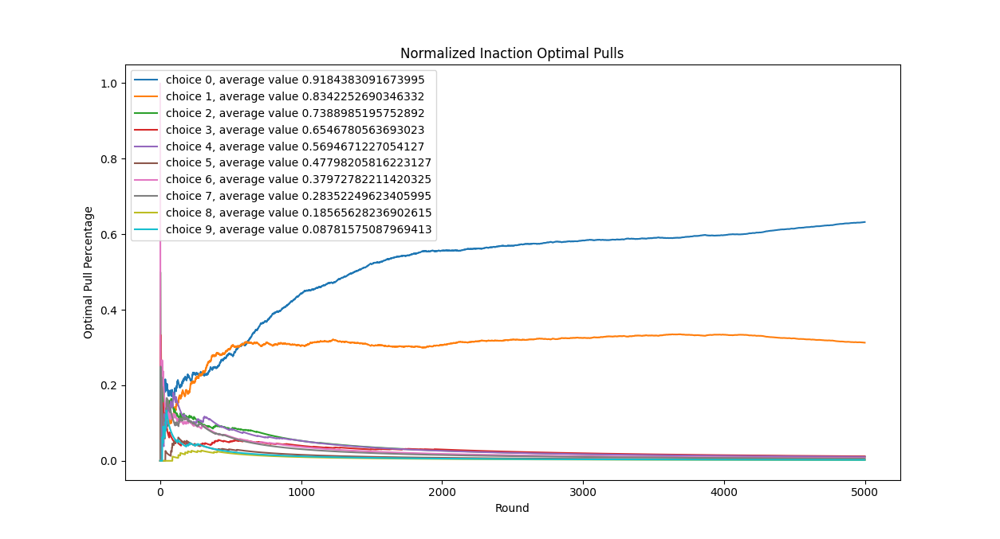 Normalized Inaction Optimal Pulls
choice 0, average value 0.9184383091673995
choice 1, average value 0.8342252690346332
choice 2, average value 0.7388985195752892
choice 3, average value 0.6546780563693023
choice 4, average value 0.5694671227054127
choice 5, average value 0.47798205816223127
choice 6, average value 0.37972782211420325
choice 7, average value 0.28352249623405995
choice 8, average value 0.18565628236902615
choice 9, average value 0.08781575087969413
Optimal Pull Percentage
1.0
0.8
0.6
0.4
0.2
0.0
0 1000 2000 3000 4000 5000
Round